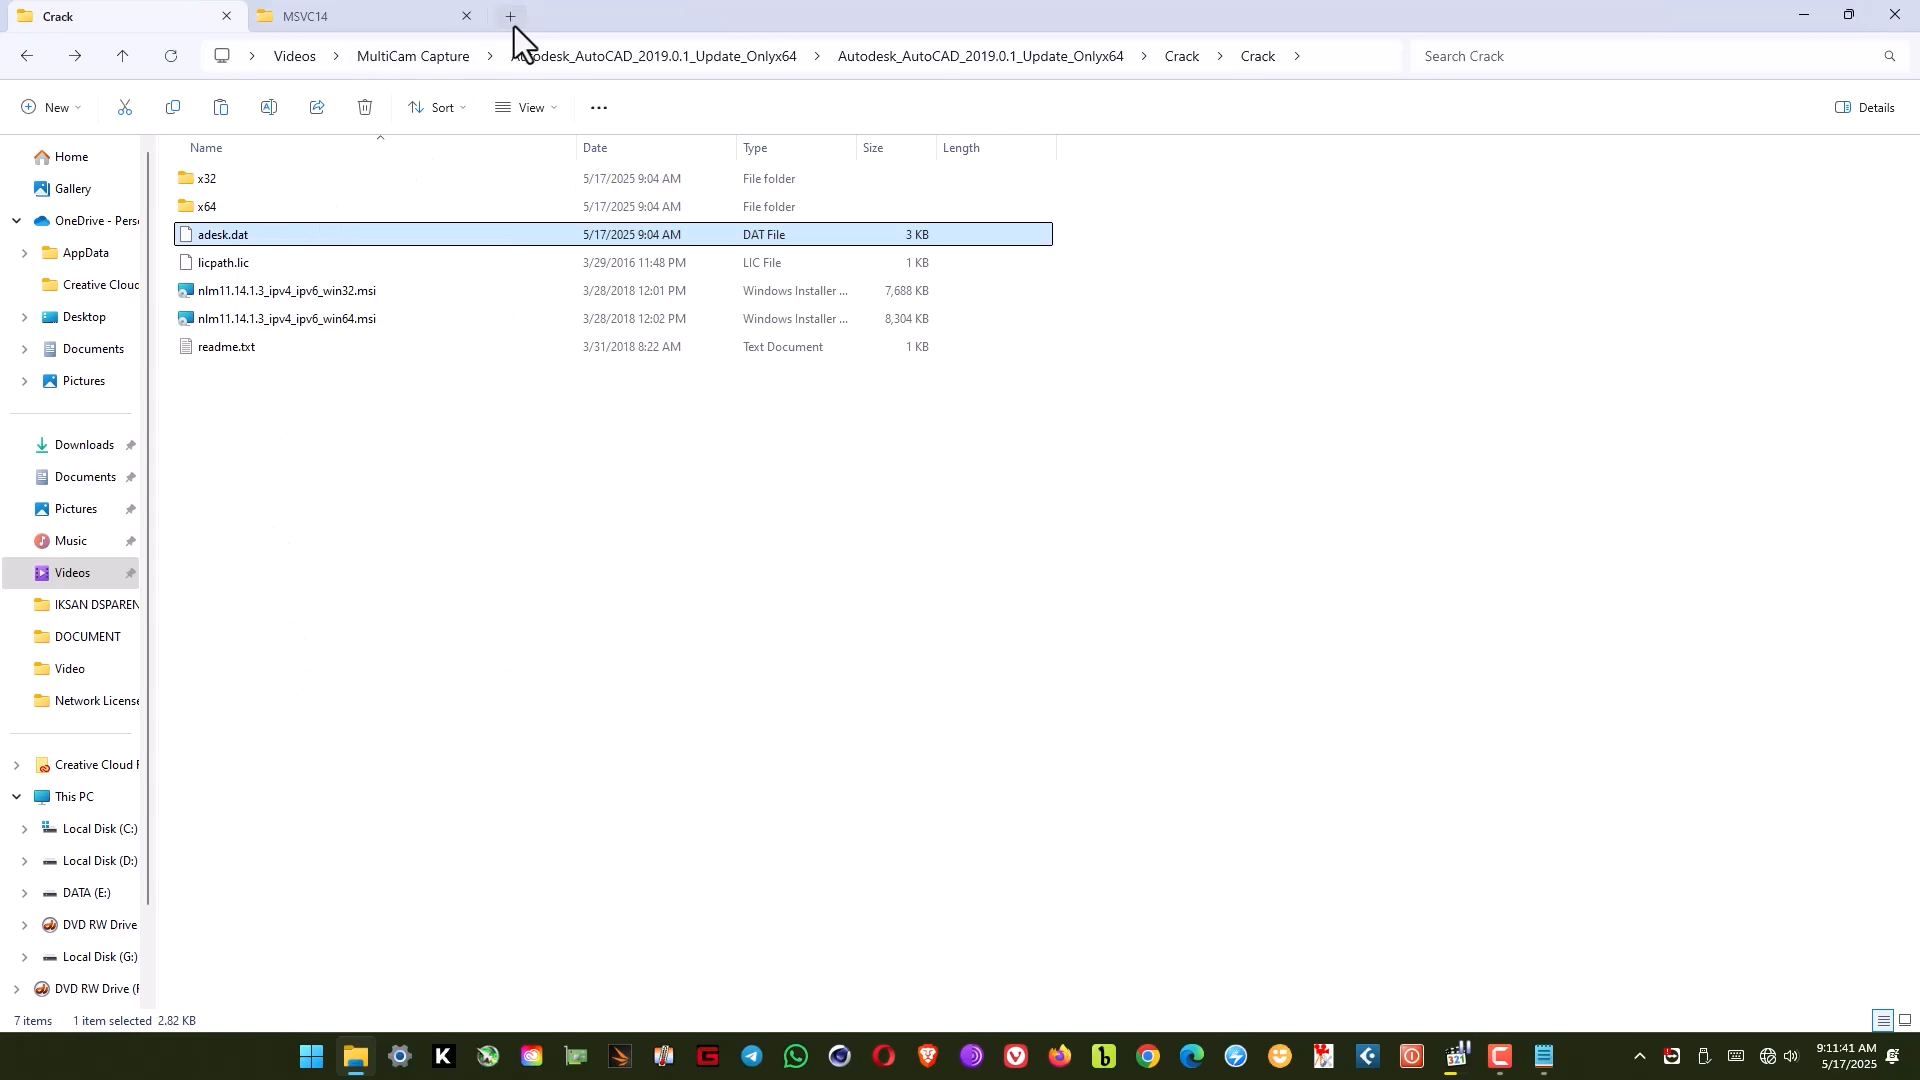 Crack
MSVC14
Videos
MultiCam Capture
desk_AutoCAD_2019.0.1_Update_Onlyx64
Autodesk_AutoCAD_2019.0.1_Update_Onlyx64
Crack
Crack
Search Crack
New
Sort
View
Details
Name Date Type Size Length
x32 5/17/2025 9:04 AM File folder
x64 5/17/2025 9:04 AM File folder
adesk.dat 5/17/2025 9:04 AM DAT File 3 KB
licpath.lic 3/29/2016 11:48 PM LIC File 1 KB
nlm11.14.1.3_ipv4_ipv6_win32.msi 3/28/2018 12:01 PM Windows Installer ... 7,688 KB
nlm11.14.1.3_ipv4_ipv6_win64.msi 3/28/2018 12:02 PM Windows Installer ... 8,304 KB
readme.txt 3/31/2018 8:22 AM Text Document 1 KB
Home
Gallery
OneDrive - Pers
AppData
Creative Cloud
Desktop
Documents
Pictures
Downloads
Documents
Pictures
Music
Videos
IKSAN DSPAREN
DOCUMENT
Video
Network License
Creative Cloud F
This PC
Local Disk (C:)
Local Disk (D:)
DATA (E:)
DVD RW Drive
Local Disk (G:)
DVD RW Drive (F
7 items 1 item selected 2.82 KB
9:11:41 AM
5/17/2025